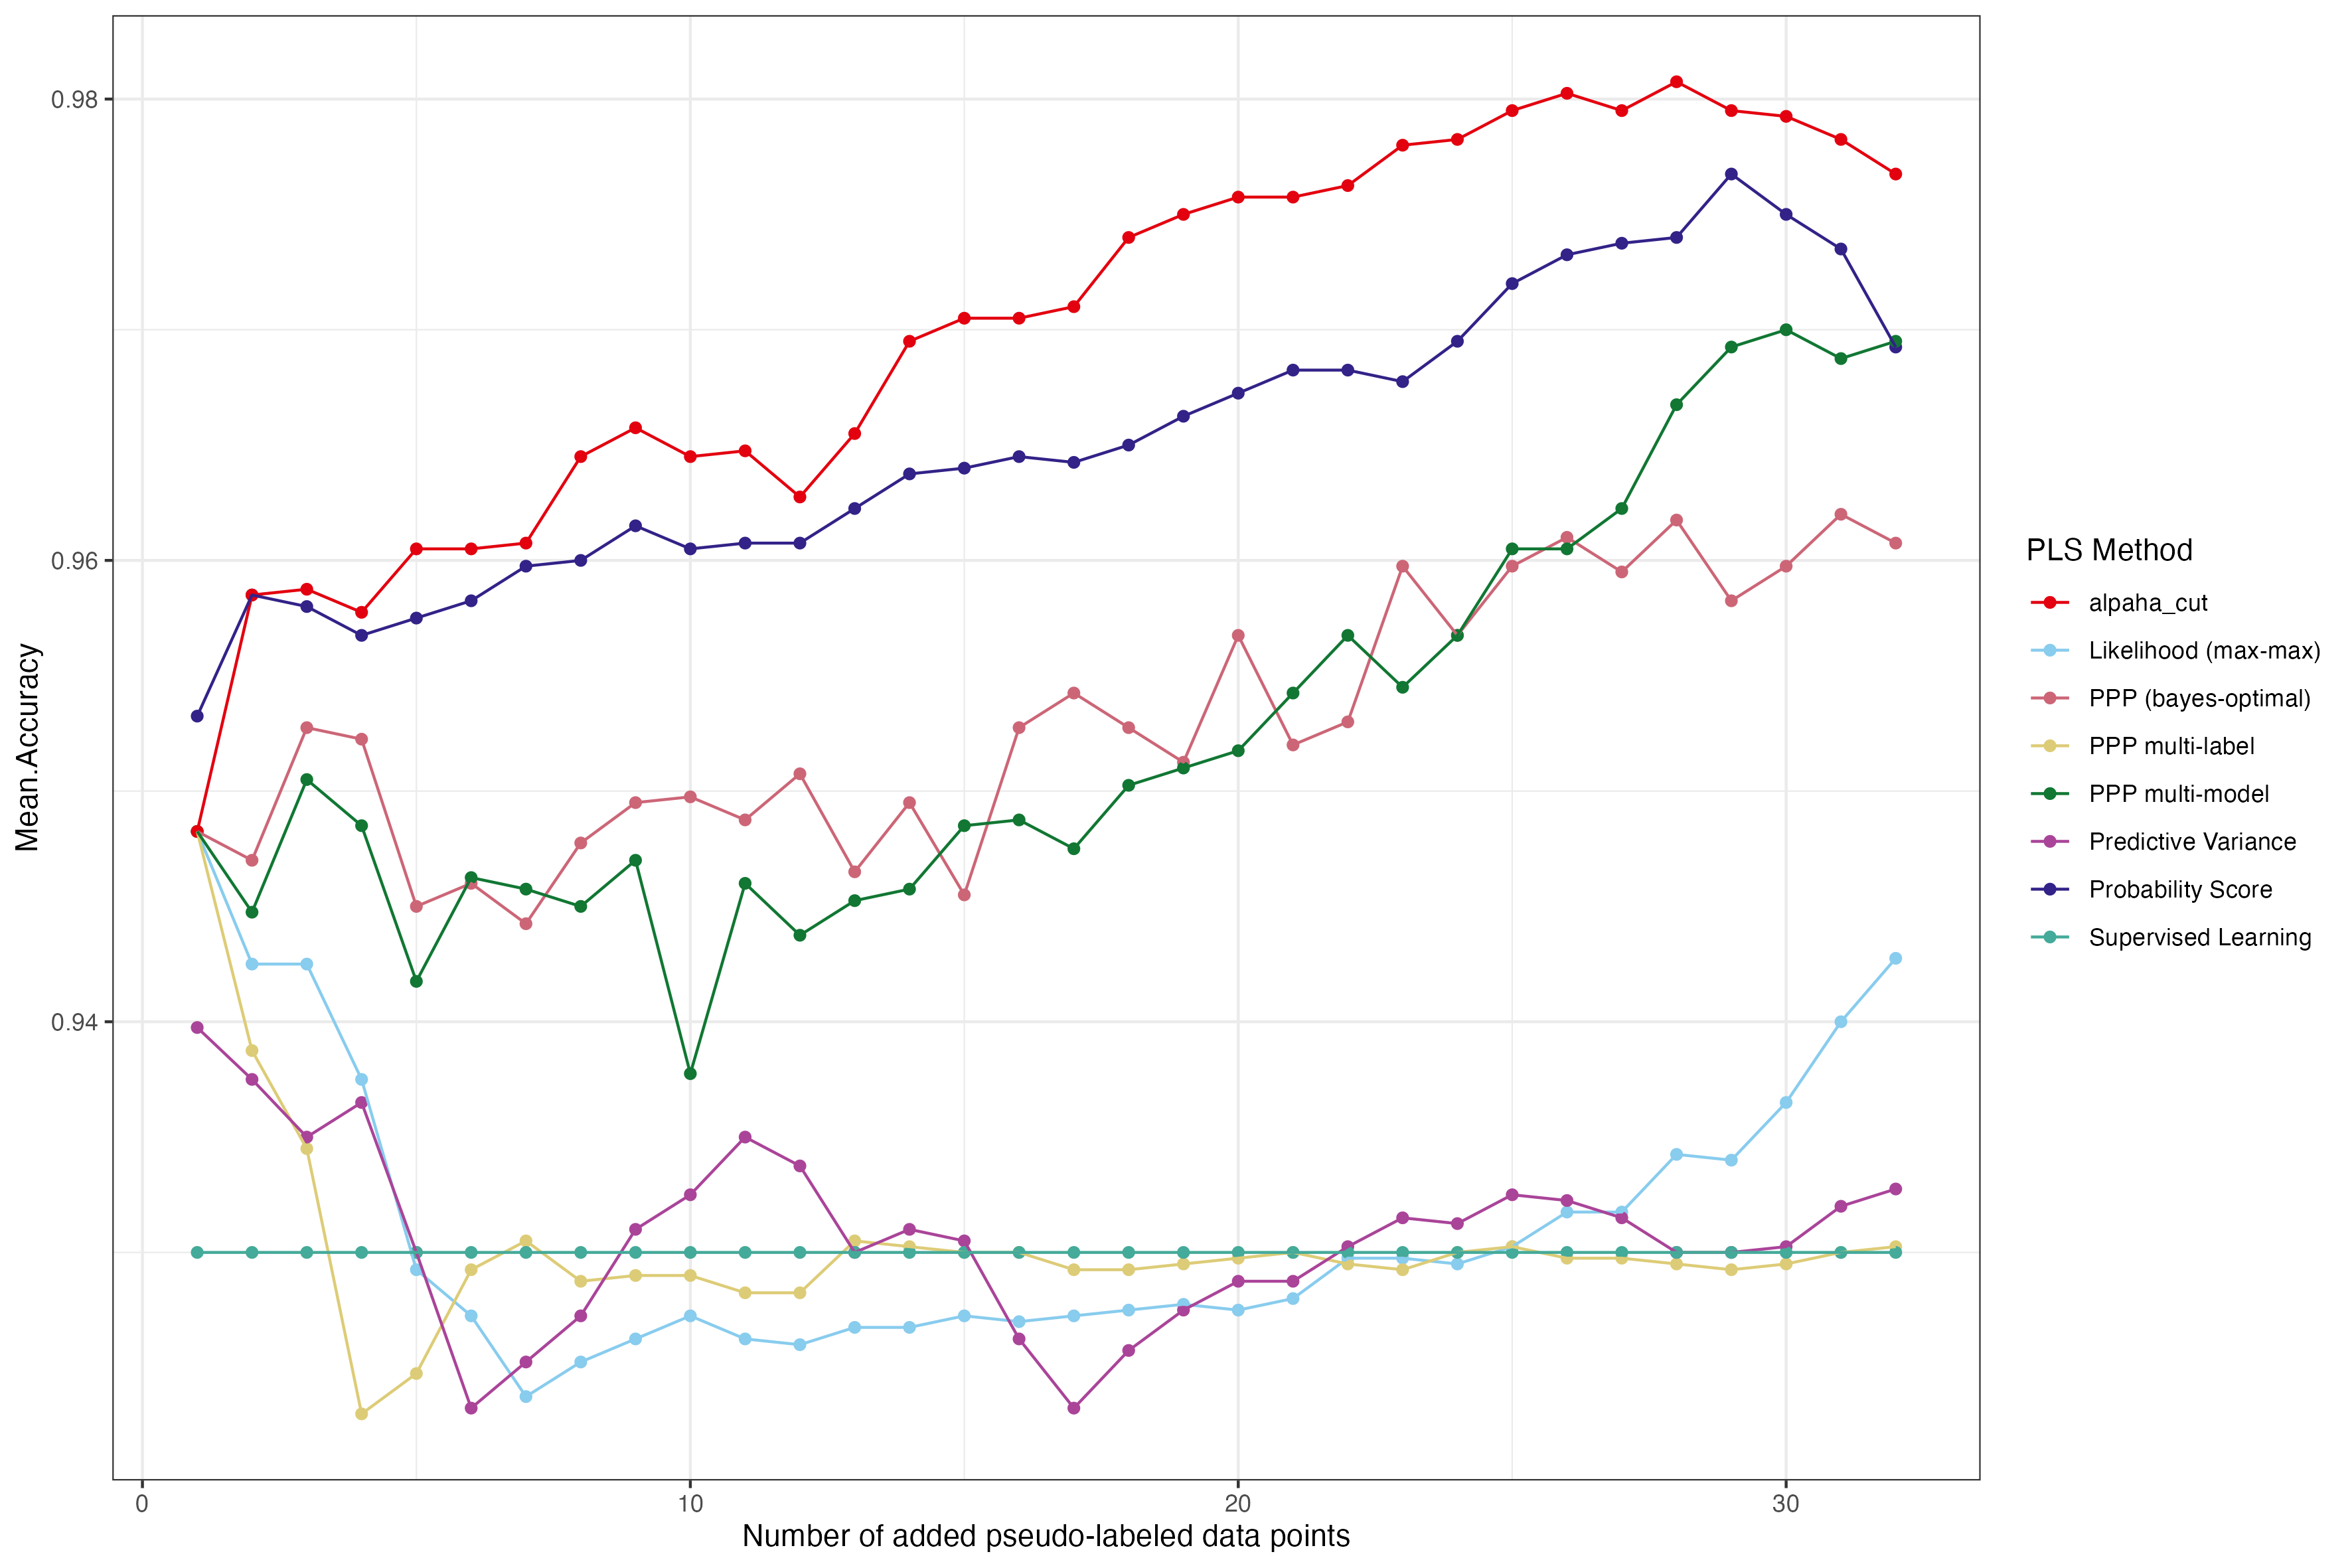 0.98
0.96
0.94
Mean.Accuracy
0
10
20
30
Number of added pseudo-labeled data points
PLS Method
alpaha_cut
Likelihood (max-max)
PPP (bayes-optimal)
PPP multi-label
PPP multi-model
Predictive Variance
Probability Score
Supervised Learning